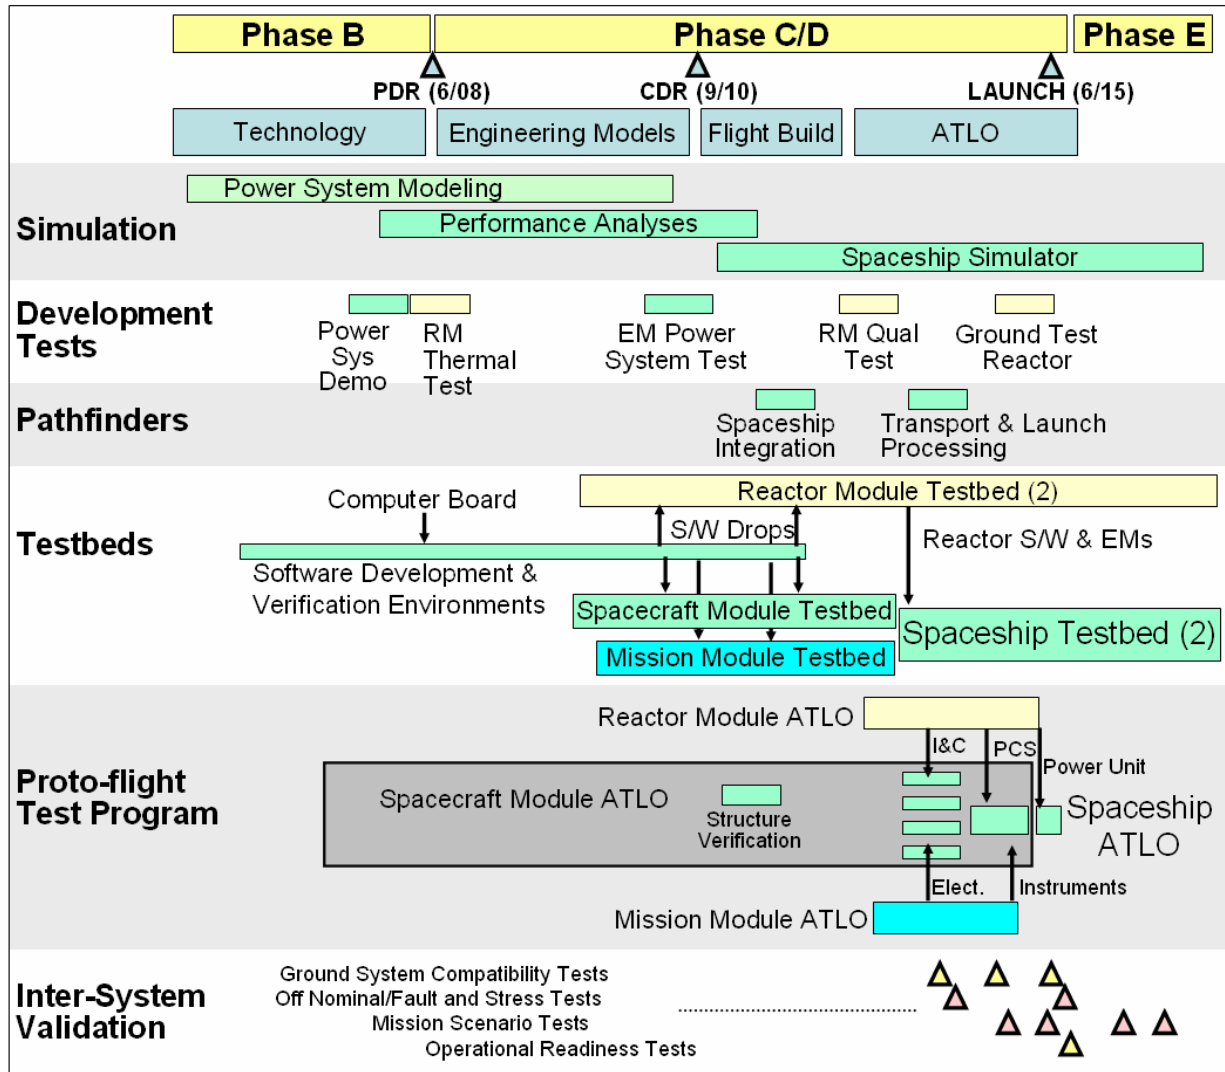 Phase B
Phase C/D
Phase E
PDR (6/08)
CDR (9/10)
LAUNCH (6/15)
Technology
Engineering Models
Flight Build
ATLO
Simulation
Power System Modeling
Performance Analyses
Spaceship Simulator
Development
Tests
Power
Sys
Demo
RM
Thermal
Test
EM Power
System Test
RM Qual
Test
Ground Test
Reactor
Pathfinders
Spaceship
Integration
Transport & Launch
Processing
Testbeds
Computer Board
Reactor Module Testbed (2)
S/W Drops
Reactor S/W & EMs
Software Development &
Verification Environments
Spacecraft Module Testbed
Mission Module Testbed
Spaceship Testbed (2)
Proto-flight
Test Program
Reactor Module ATLO
I&C
PCS
Power Unit
Spacecraft Module ATLO
Structure
Verification
Spaceship
ATLO
Elect.
Instruments
Mission Module ATLO
Inter-System
Validation
Ground System Compatibility Tests
Off Nominal/Fault and Stress Tests
Mission Scenario Tests
Operational Readiness Tests